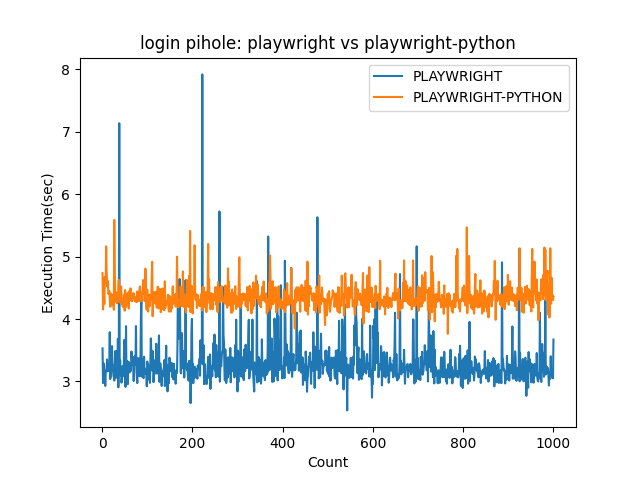 login pihole: playwright vs playwright-python
PLAYWRIGHT
PLAYWRIGHT-PYTHON
Execution Time(sec)
8
7
6
5
4
3
0
200
400
600
800
1000
Count